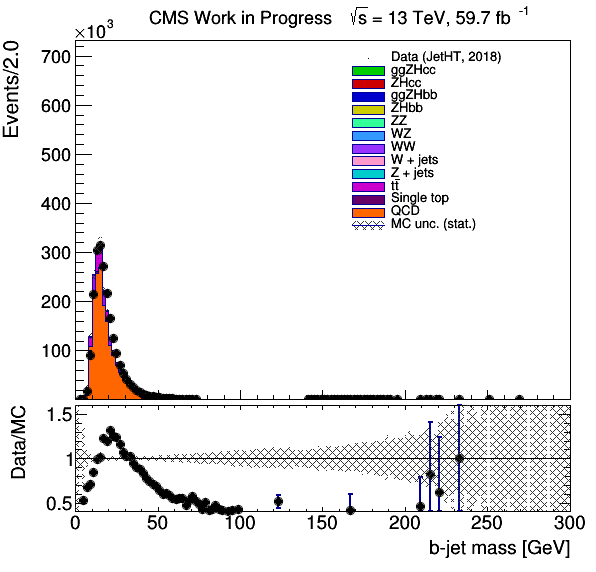 CMS Work in Progress √s = 13 TeV, 59.7 fb⁻¹
×10³
Events/2.0
700
600
500
400
300
200
100
Data (JetHT, 2018)
ggZHcc
ZHcc
ggZHbb
ZHbb
ZZ
WZ
WW
W + jets
Z + jets
tt̄
Single top
QCD
MC unc. (stat.)
Data/MC
1.5
1
0.5
0 50 100 150 200 250 300
b-jet mass [GeV]